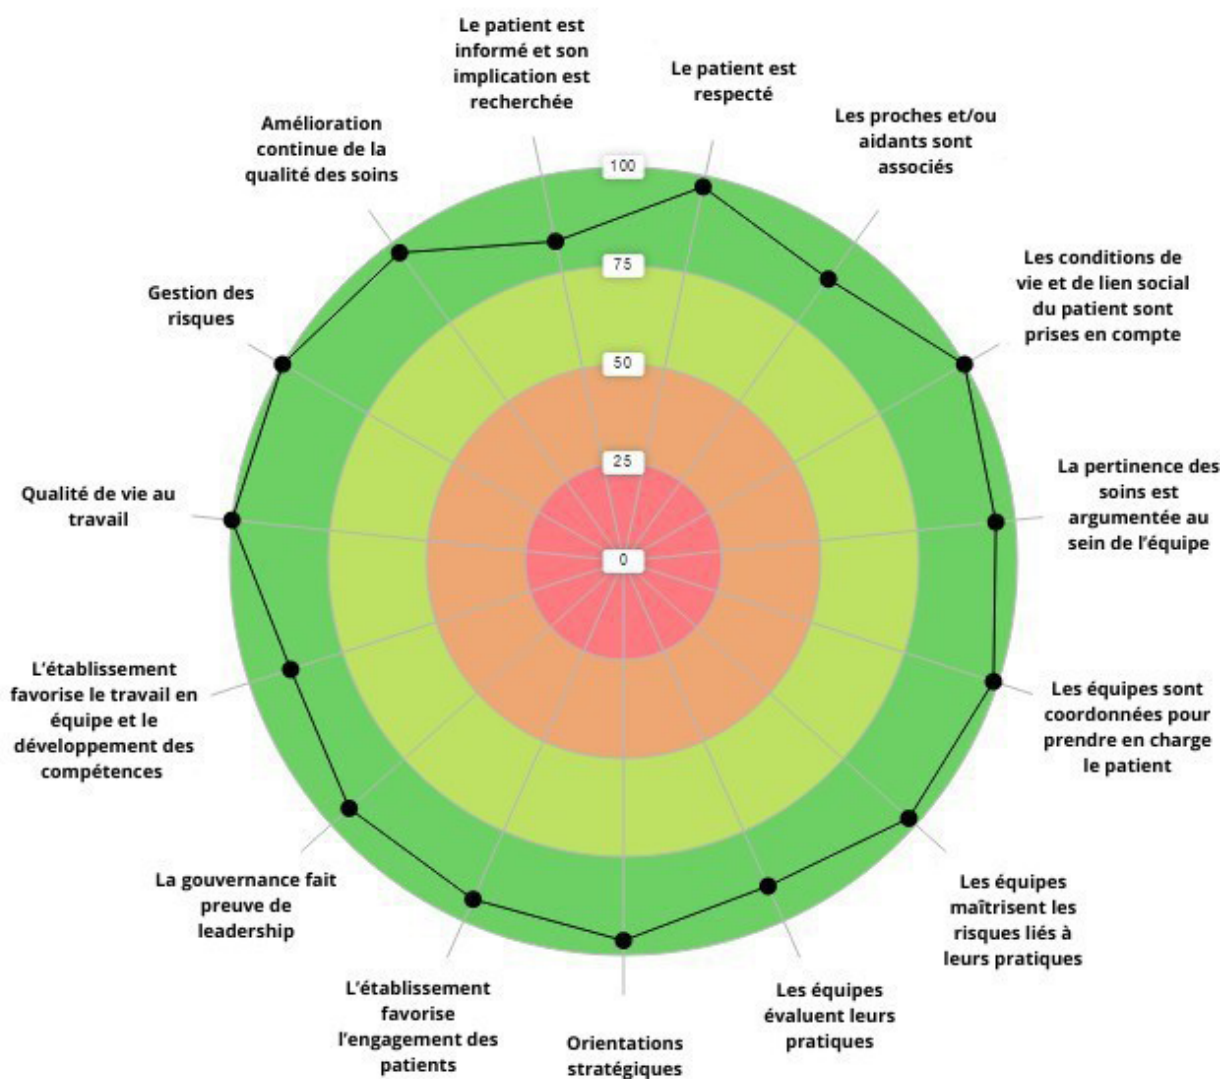 Le patient est
informé et son
implication est
recherchée
Le patient est
respecté
Les proches et/ou
aidants sont
associés
Amélioration
continue de la
qualité des soins
Les conditions de
vie et de lien social
du patient sont
prises en compte
Gestion des
risques
100
75
50
25
0
La pertinence des
soins est
argumentée au
sein de l’équipe
Qualité de vie au
travail
L’établissement
favorise le travail en
équipe et le
développement des
compétences
Les équipes sont
coordonnées pour
prendre en charge
le patient
La gouvernance fait
preuve de
leadership
Les équipes
maîtrisent les
risques liés à
leurs pratiques
L’établissement
favorise
l’engagement des
patients
Orientations
stratégiques
Les équipes
évaluent leurs
pratiques